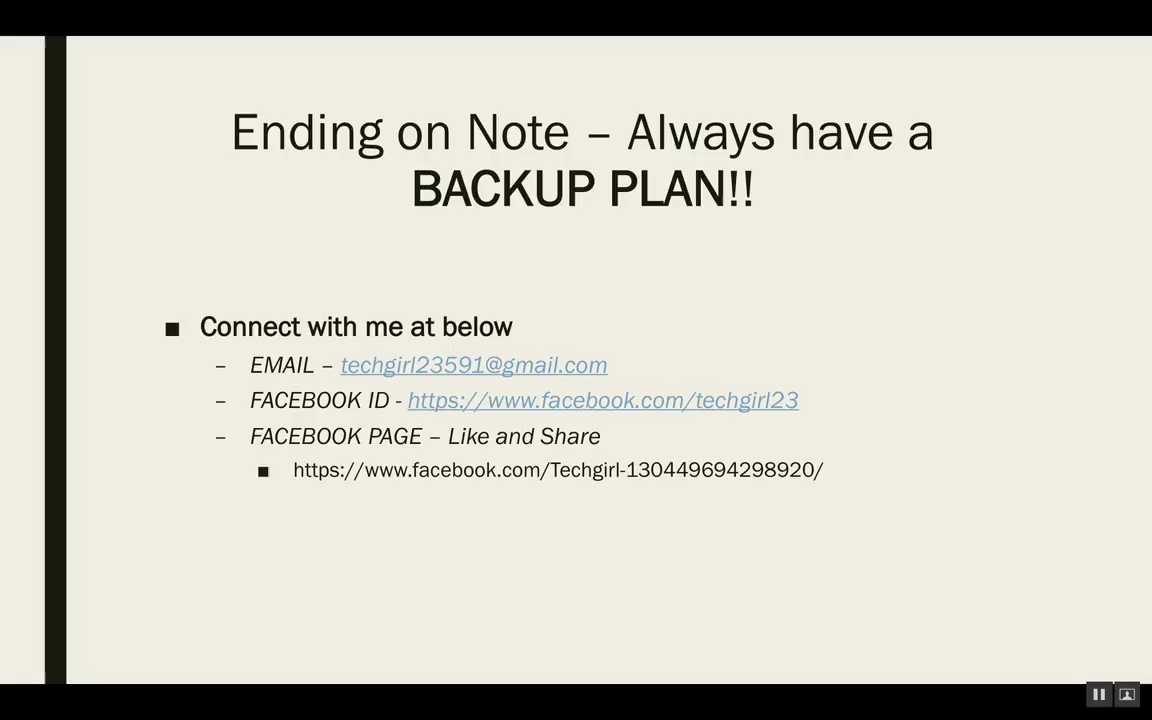 Ending on Note – Always have a
BACKUP PLAN!!
■ Connect with me at below
– EMAIL – techgirl23591@gmail.com
– FACEBOOK ID - https://www.facebook.com/techgirl23
– FACEBOOK PAGE – Like and Share
■ https://www.facebook.com/Techgirl-130449694298920/